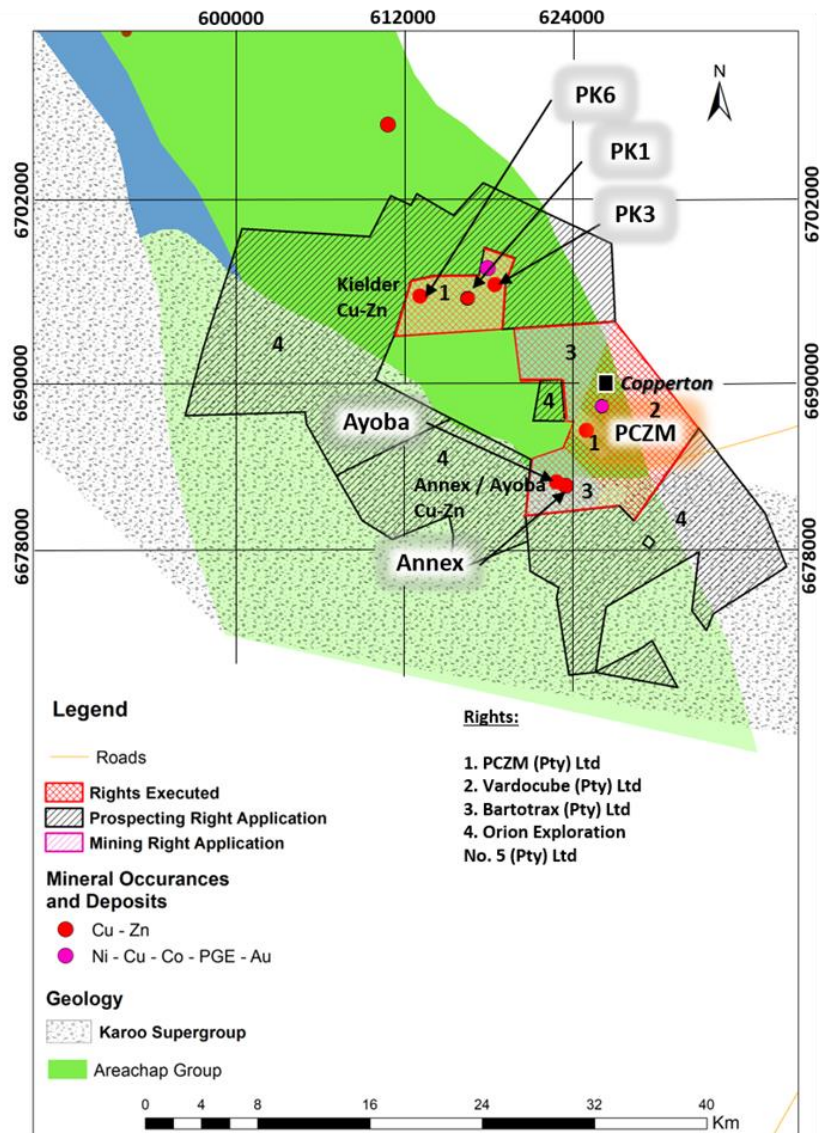 600000 612000 624000
N
PK6
PK1
6702000 6702000
PK3
Kielder 1
Cu-Zn
4 3
6690000 6690000
Copperton
4
2
Ayoba
1 PCZM
4
Annex / Ayoba 3
Cu-Zn
4
6678000 6678000
Annex
Legend
Roads
Rights Executed
Prospecting Right Application
Mining Right Application
Mineral Occurances
and Deposits
Cu - Zn
Ni - Cu - Co - PGE - Au
Geology
Karoo Supergroup
Areachap Group
Rights:
1. PCZM (Pty) Ltd
2. Vardocube (Pty) Ltd
3. Bartotrax (Pty) Ltd
4. Orion Exploration
No. 5 (Pty) Ltd
0 4 8 16 24 32 40
Km